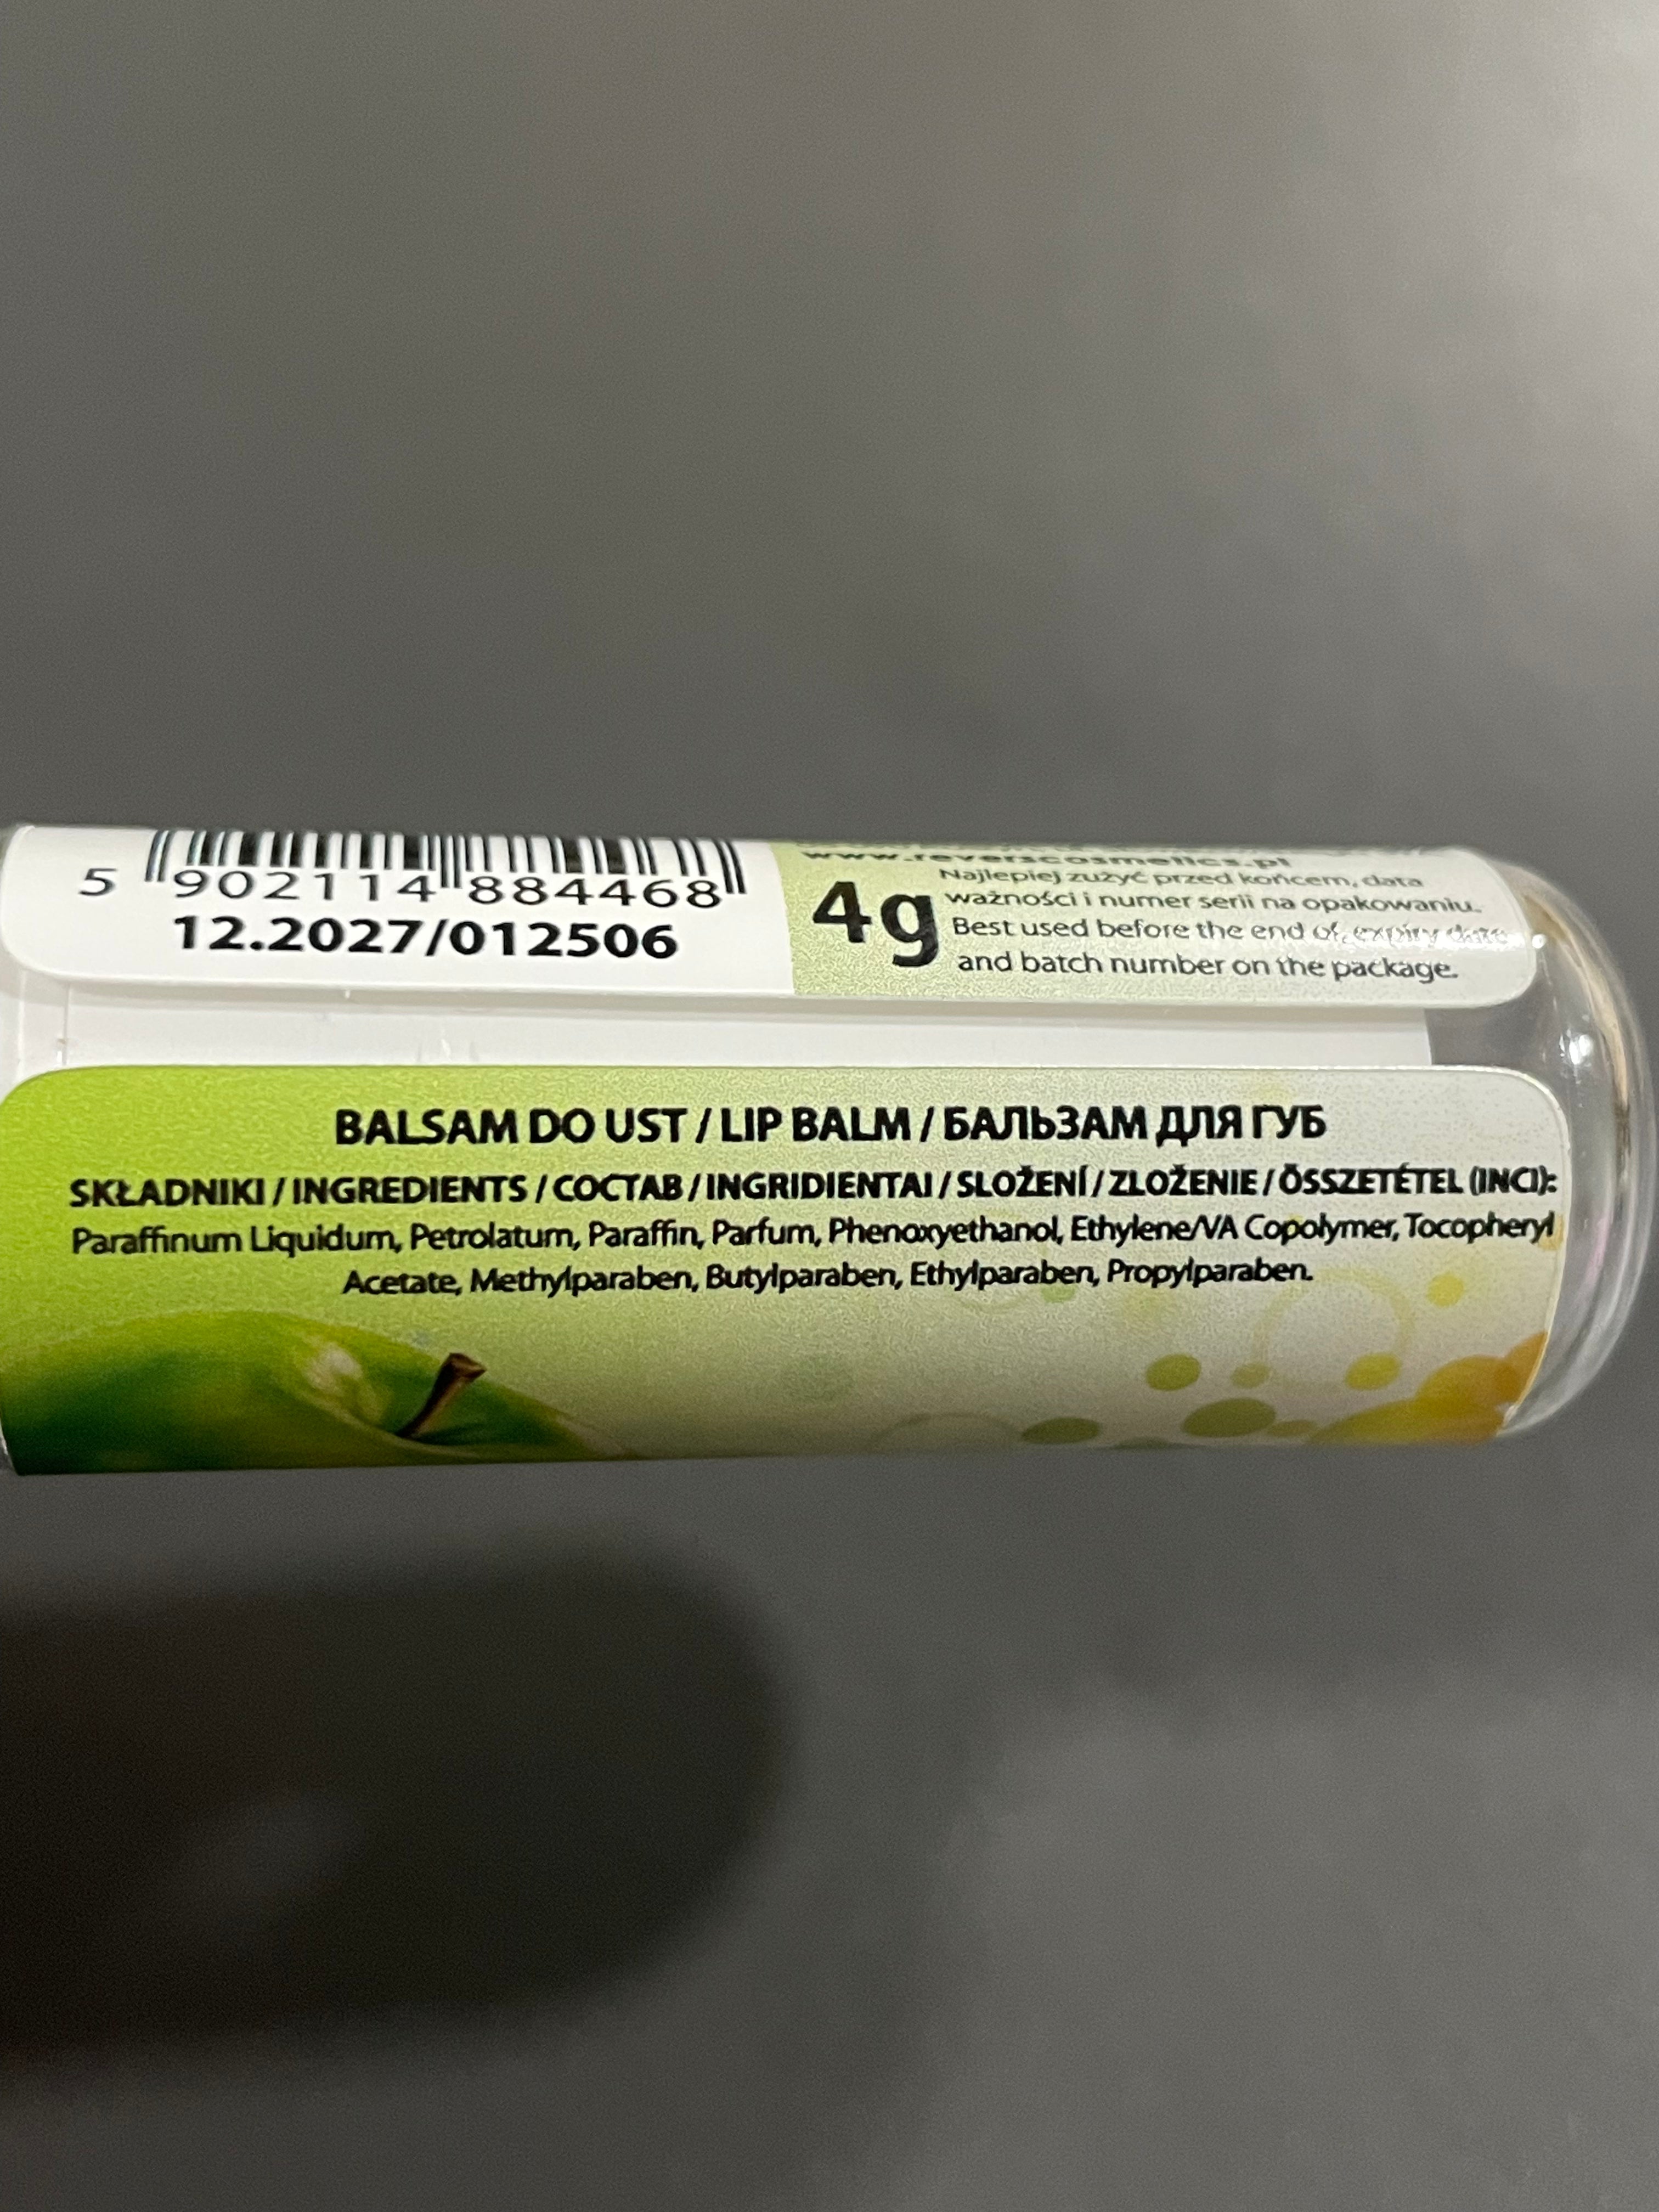 5 902114 884468
12.2027/012506
www.reverscosmetics.pl
4g
Najlepiej zużyć przed końcem, data
ważności i numer serii na opakowaniu.
Best used before the end of, expiry date
and batch number on the package.
BALSAM DO UST / LIP BALM / БАЛЬЗАМ ДЛЯ ГУБ
SKŁADNIKI / INGREDIENTS / СОСТАВ / INGRIDIENTAI / SLOŽENÍ / ZLOŽENIE / ÖSSZETÉTEL (INCI):
Paraffinum Liquidum, Petrolatum, Paraffin, Parfum, Phenoxyethanol, Ethylene/VA Copolymer, Tocopheryl
Acetate, Methylparaben, Butylparaben, Ethylparaben, Propylparaben.